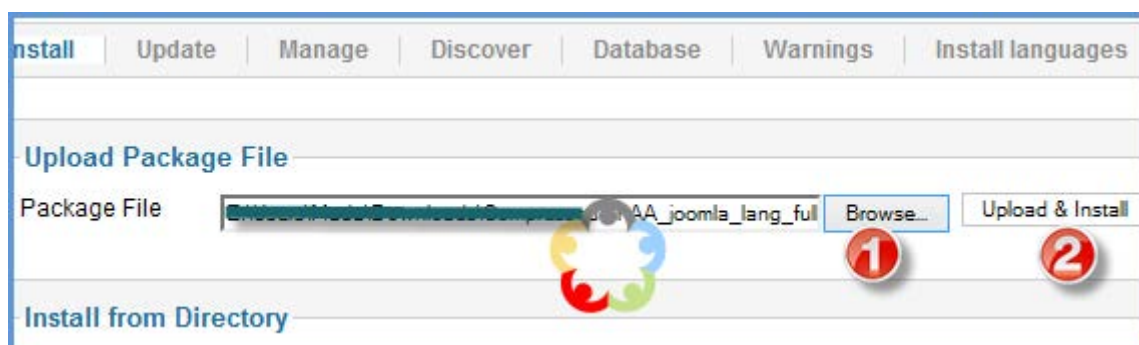 nstall Update Manage Discover Database Warnings Install languages
Upload Package File
Package File AA_joomla_lang_full Browse... Upload & Install
1 2
Install from Directory